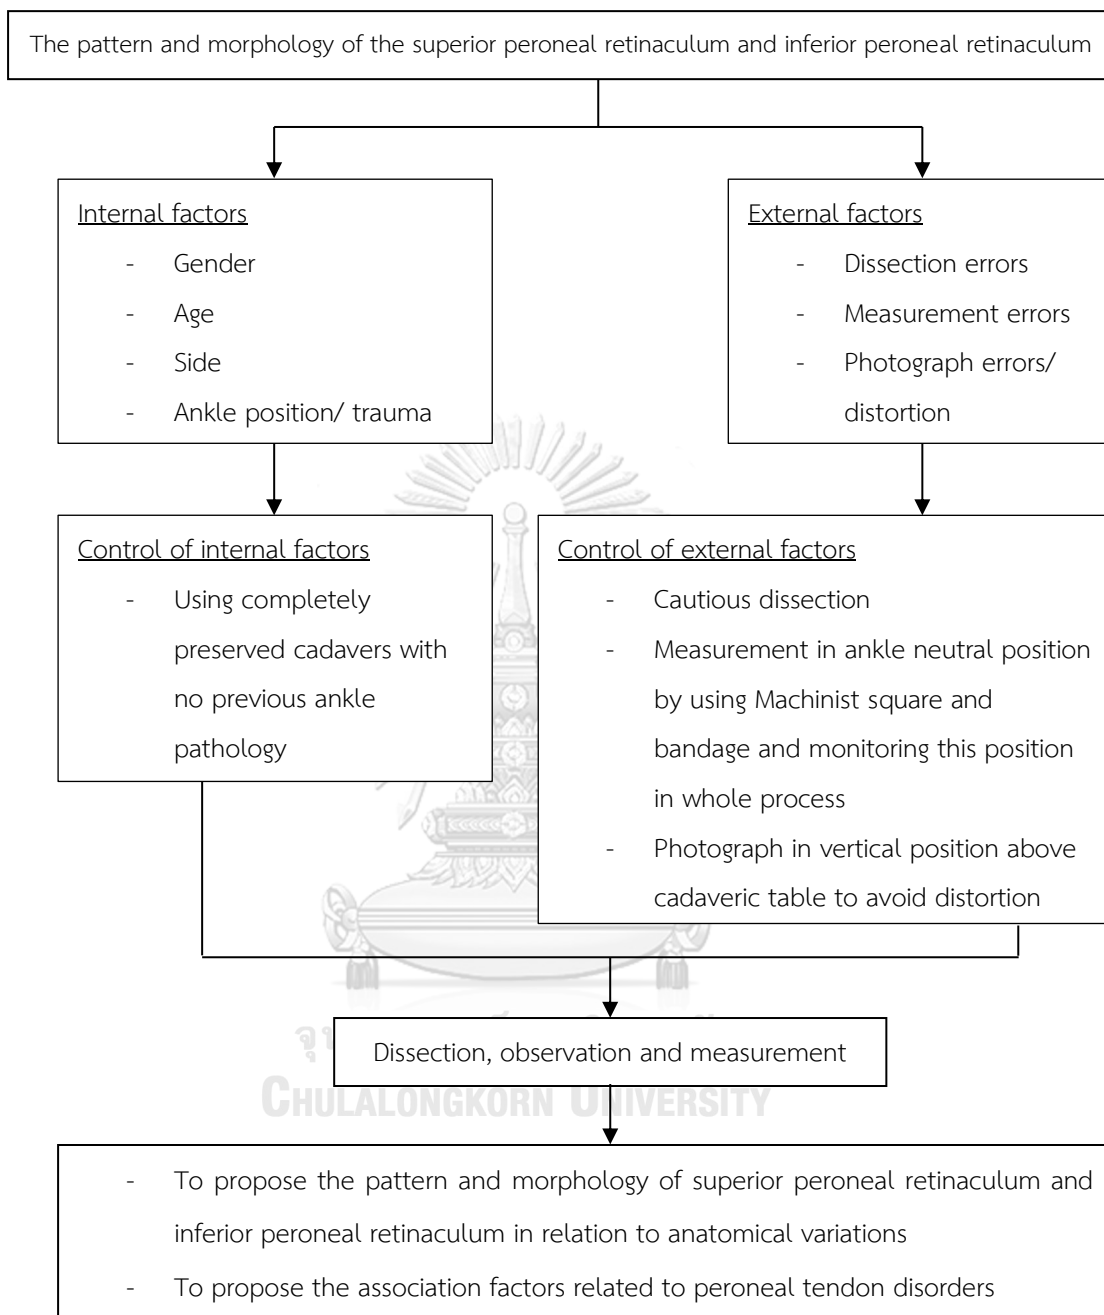 The pattern and morphology of the superior peroneal retinaculum and inferior peroneal retinaculum
Internal factors
- Gender
- Age
- Side
- Ankle position/ trauma
External factors
- Dissection errors
- Measurement errors
- Photograph errors/
distortion
Control of internal factors
- Using completely
preserved cadavers with
no previous ankle
pathology
Control of external factors
- Cautious dissection
- Measurement in ankle neutral position
by using Machinist square and
bandage and monitoring this position
in whole process
- Photograph in vertical position above
cadaveric table to avoid distortion
Dissection, observation and measurement
CHULALONGKORN UNIVERSITY
- To propose the pattern and morphology of superior peroneal retinaculum and
inferior peroneal retinaculum in relation to anatomical variations
- To propose the association factors related to peroneal tendon disorders